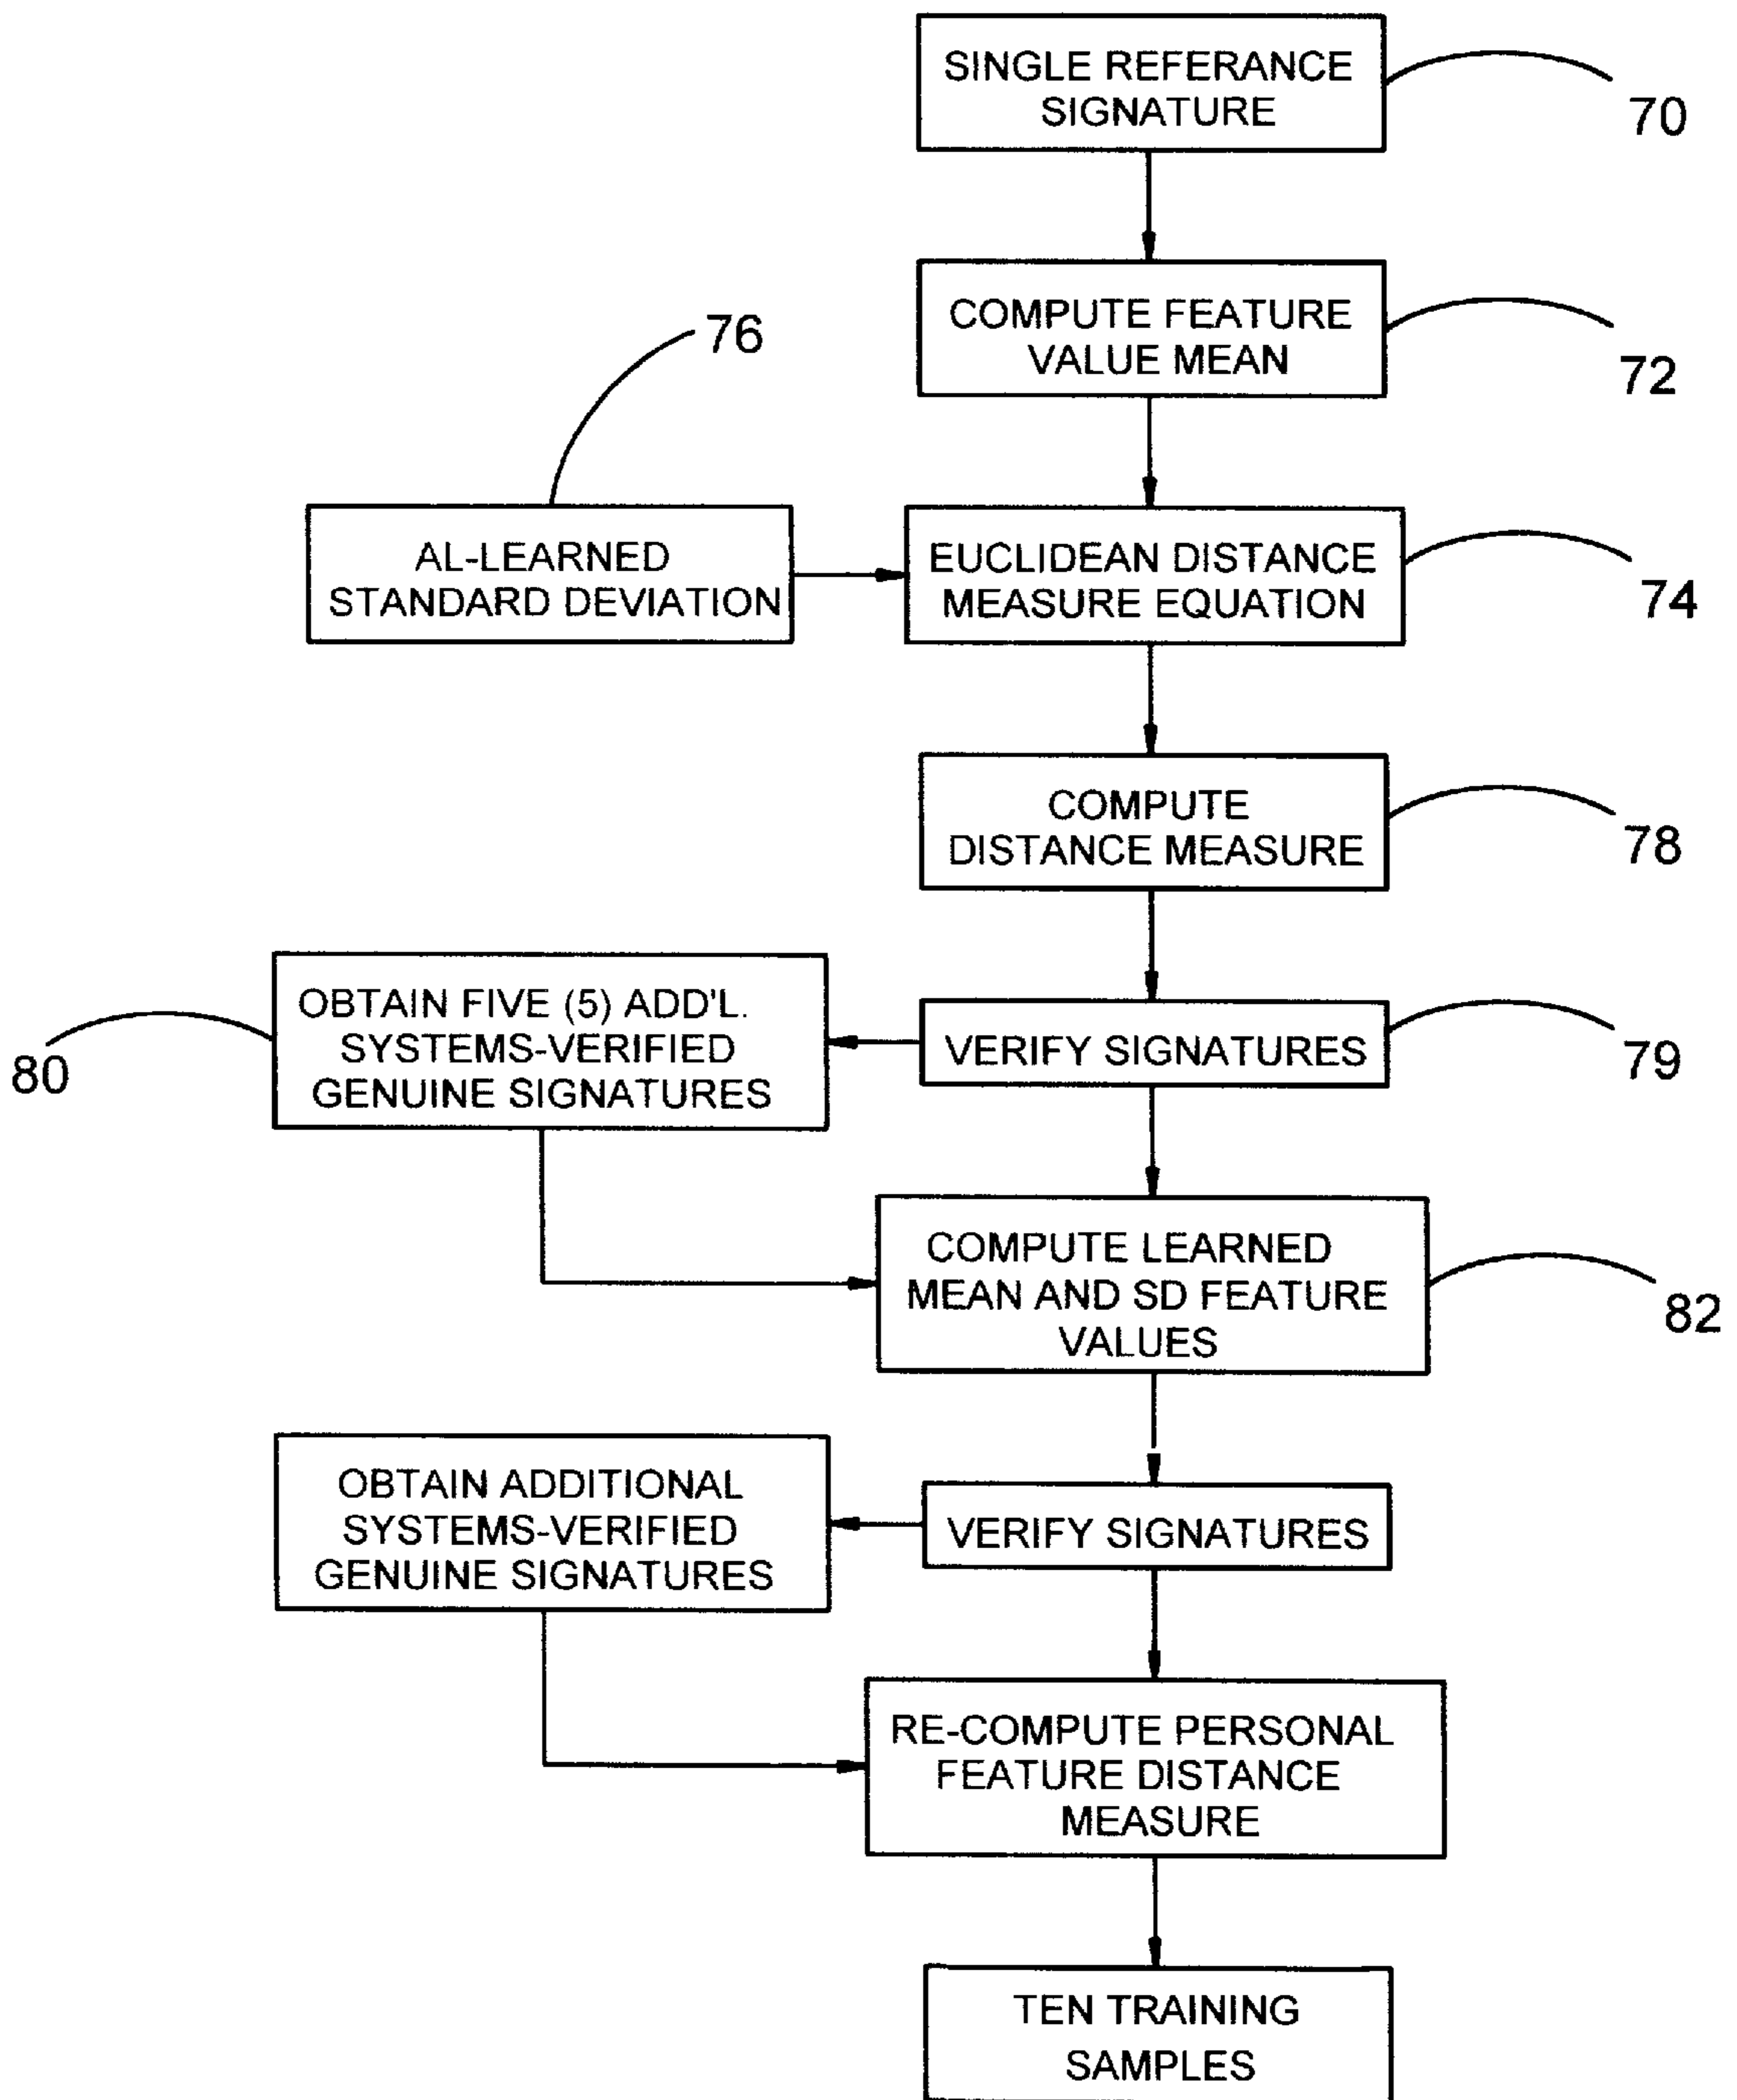 SINGLE REFERANCE
SIGNATURE
70
COMPUTE FEATURE
VALUE MEAN
72
76
AL-LEARNED
STANDARD DEVIATION
EUCLIDEAN DISTANCE
MEASURE EQUATION
74
COMPUTE
DISTANCE MEASURE
78
OBTAIN FIVE (5) ADD'L.
SYSTEMS-VERIFIED
GENUINE SIGNATURES
80
VERIFY SIGNATURES
79
COMPUTE LEARNED
MEAN AND SD FEATURE
VALUES
82
OBTAIN ADDITIONAL
SYSTEMS-VERIFIED
GENUINE SIGNATURES
VERIFY SIGNATURES
RE-COMPUTE PERSONAL
FEATURE DISTANCE
MEASURE
TEN TRAINING
SAMPLES